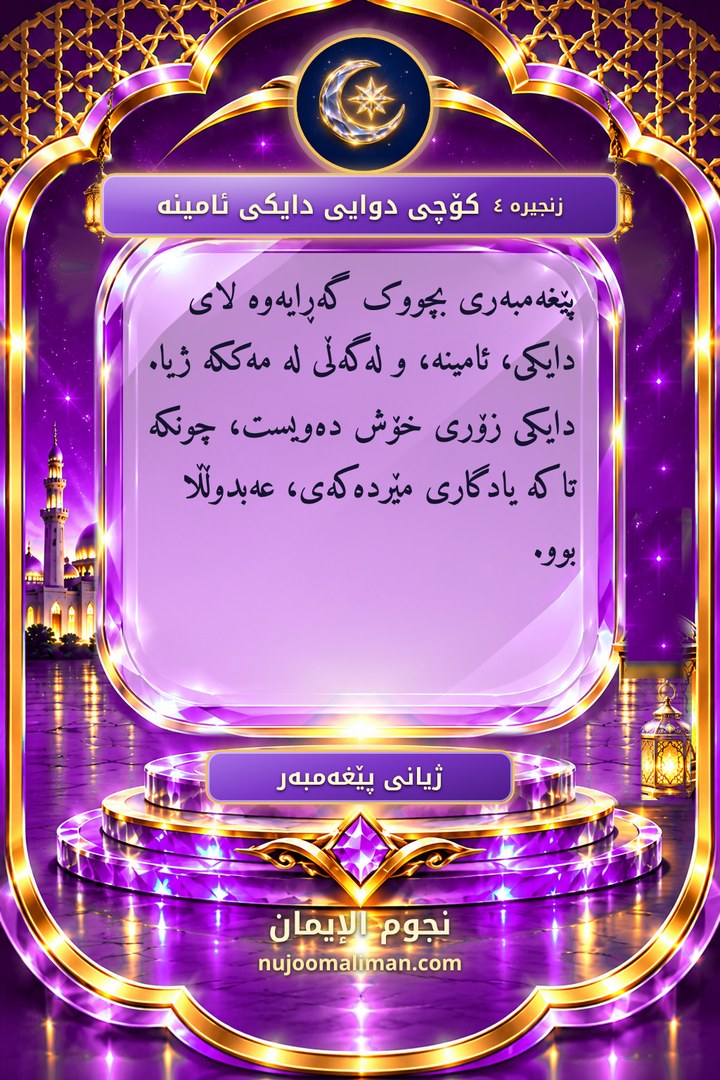 زنجیره ٤ کۆچی دوایی دایکی ئامینه
پێغەمبەری بچووک گەڕایەوە لای
دایکی، ئامینە، و لەگەڵی لە مەککە ژیا.
دایکی زۆری خۆش دەویست، چونکە
تاکە یادگاری مێردەکەی، عەبدوڵڵا
بوو.
ژیانی پێغەمبەر
نجوم الإيمان
nujoomaliman.com